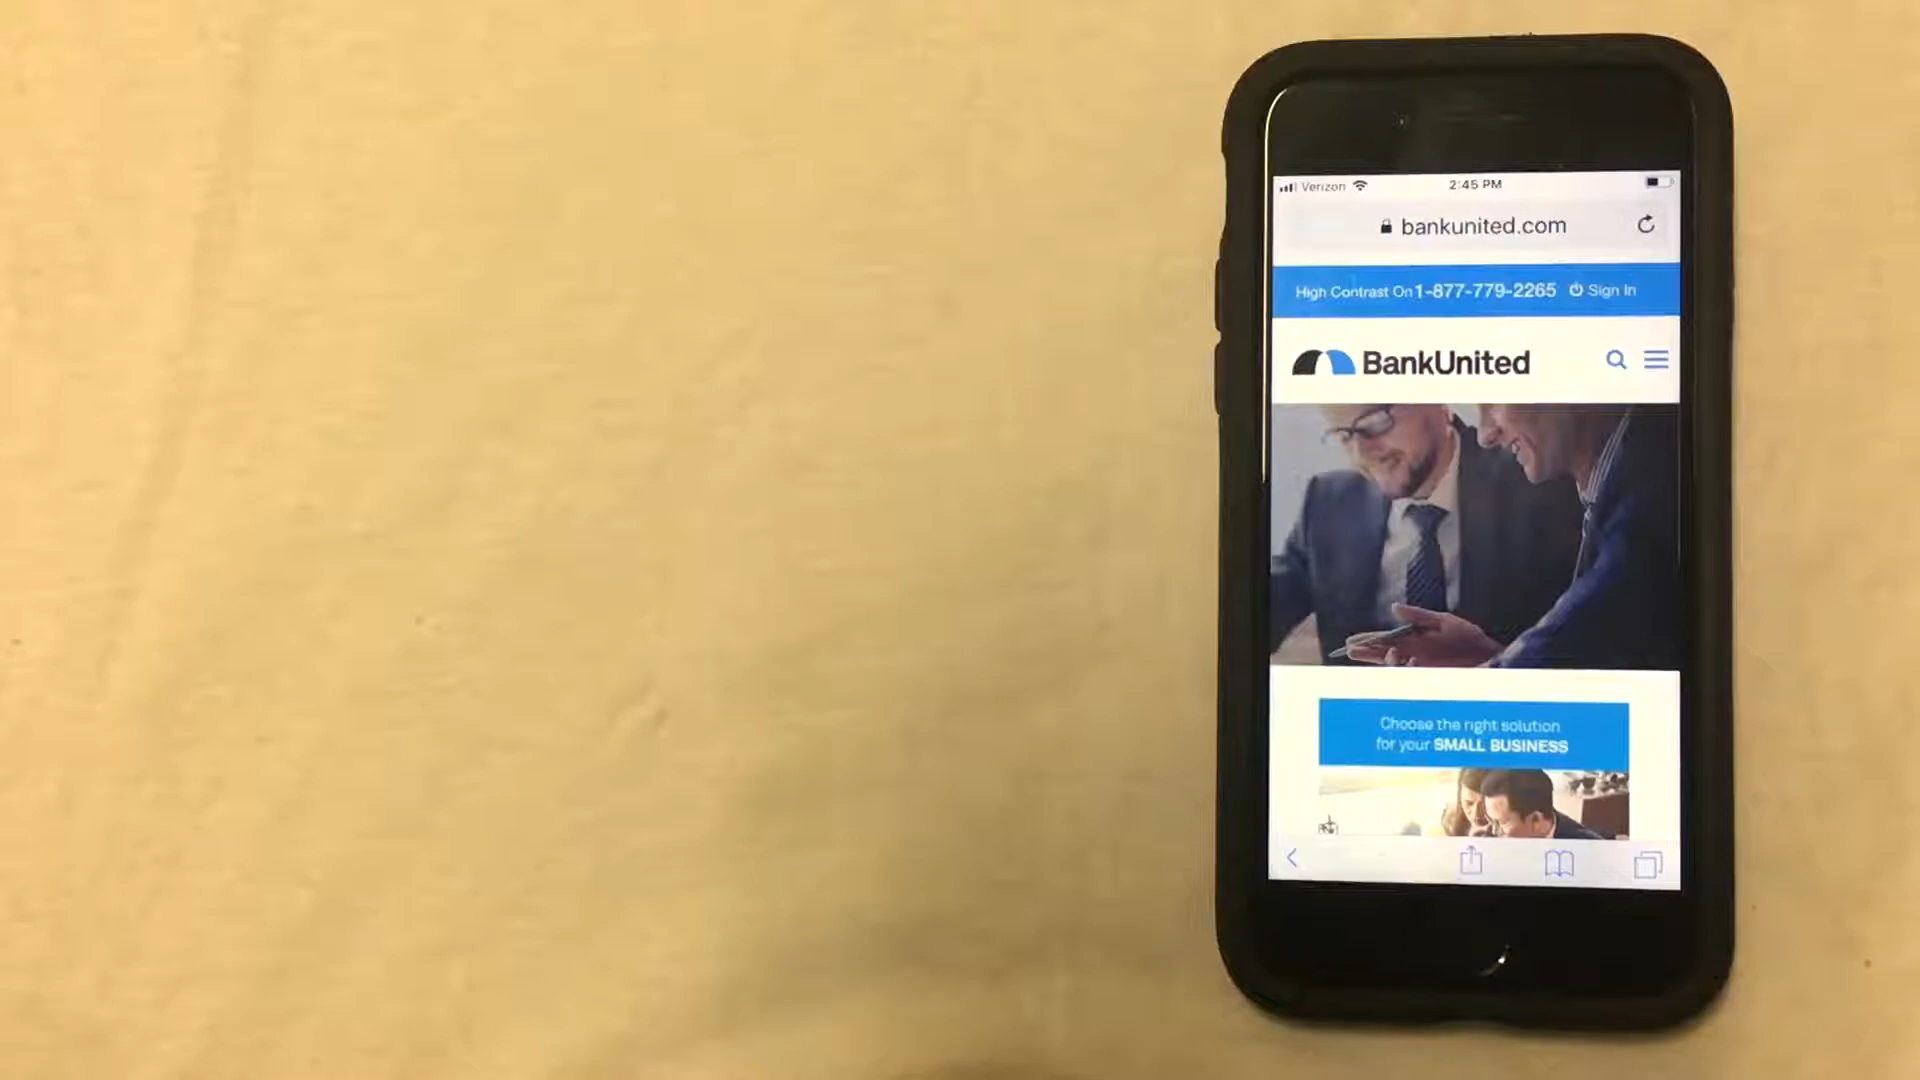 Verizon 2:45 PM
bankunited.com
High Contrast On 1-877-779-2265 Sign In
BankUnited
Choose the right solution
for your SMALL BUSINESS